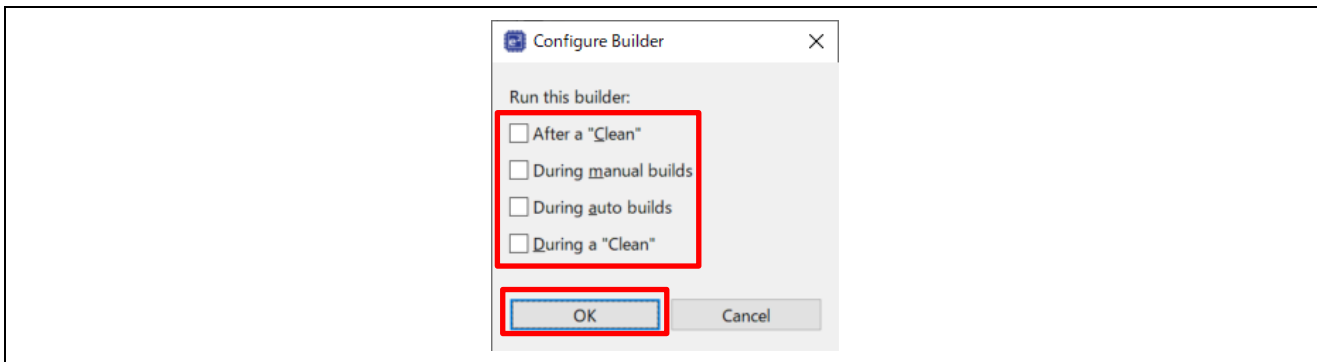 Configure Builder
Run this builder:
After a "Clean"
During manual builds
During auto builds
During a "Clean"
OK Cancel